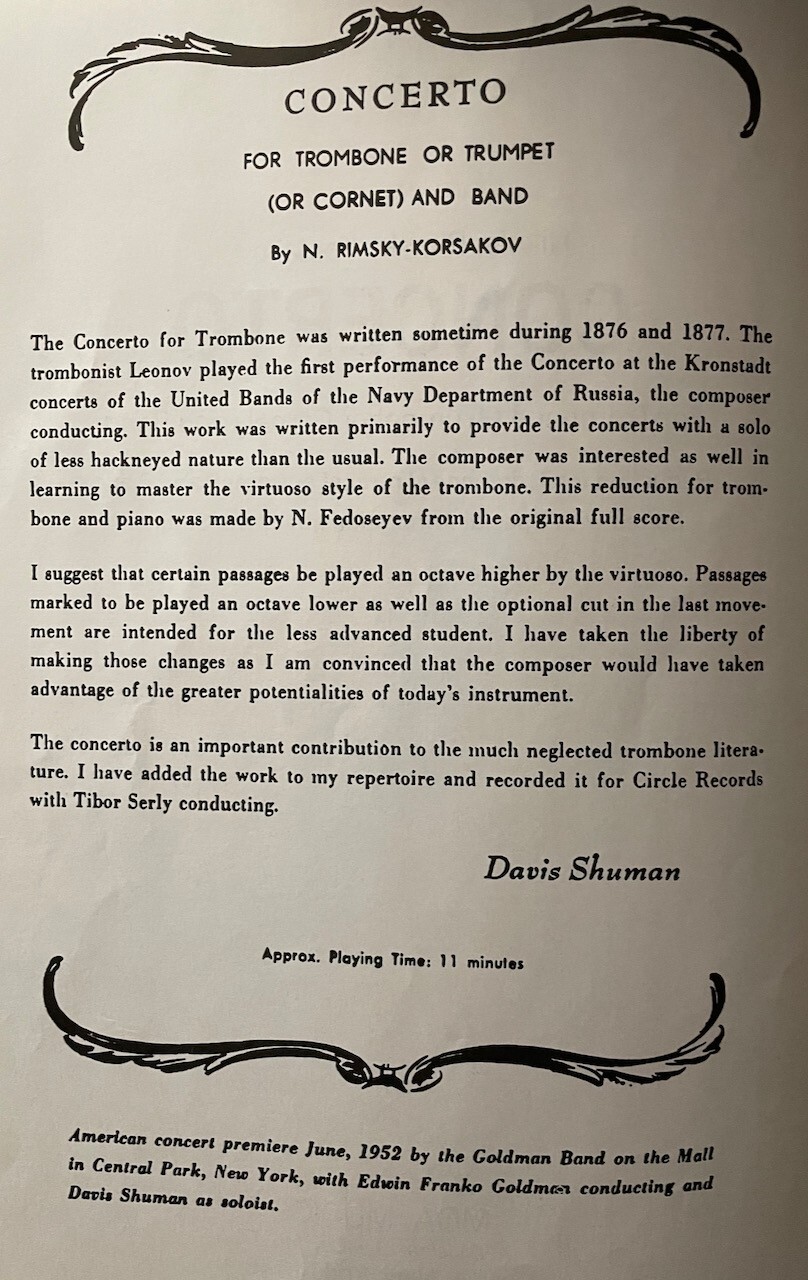 CONCERTO
FOR TROMBONE OR TRUMPET
(OR CORNET) AND BAND
By N. RIMSKY-KORSAKOV
The Concerto for Trombone was written sometime during 1876 and 1877. The
trombonist Leonov played the first performance of the Concerto at the Kronstadt
concerts of the United Bands of the Navy Department of Russia, the composer
conducting. This work was written primarily to provide the concerts with a solo
of less hackneyed nature than the usual. The composer was interested as well in
learning to master the virtuoso style of the trombone. This reduction for trom-
bone and piano was made by N. Fedoseyev from the original full score.
I suggest that certain passages be played an octave higher by the virtuoso. Passages
marked to be played an octave lower as well as the optional cut in the last move-
ment are intended for the less advanced student. I have taken the liberty of
making those changes as I am convinced that the composer would have taken
advantage of the greater potentialities of today's instrument.
The concerto is an important contribution to the much neglected trombone litera-
ture. I have added the work to my repertoire and recorded it for Circle Records
with Tibor Serly conducting.
Davis Shuman
Approx. Playing Time: 11 minutes
American concert premiere June, 1952 by the Goldman Band on the Mall
in Central Park, New York, with Edwin Franko Goldman conducting and
Davis Shuman as soloist.